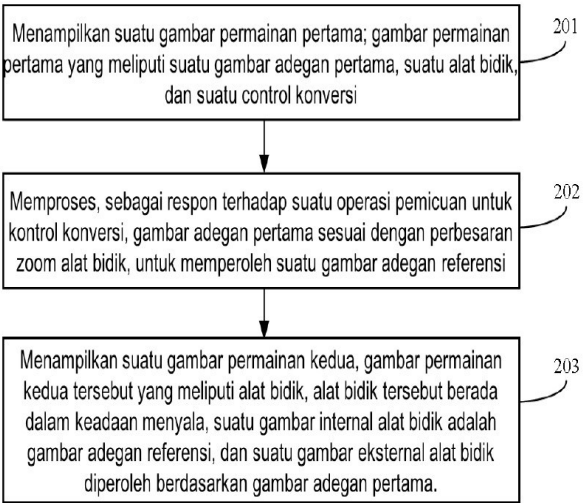 Menampilkan suatu gambar permainan pertama; gambar permainan
pertama yang meliputi suatu gambar adegan pertama, suatu alat bidik,
dan suatu control konversi
201
Memproses, sebagai respon terhadap suatu operasi pemicuan untuk
kontrol konversi, gambar adegan pertama sesuai dengan perbesaran
zoom alat bidik, untuk memperoleh suatu gambar adegan referensi
202
Menampilkan suatu gambar permainan kedua, gambar permainan
kedua tersebut yang meliputi alat bidik, alat bidik tersebut berada
dalam keadaan menyala, suatu gambar internal alat bidik adalah
gambar adegan referensi, dan suatu gambar eksternal alat bidik
diperoleh berdasarkan gambar adegan pertama.
203